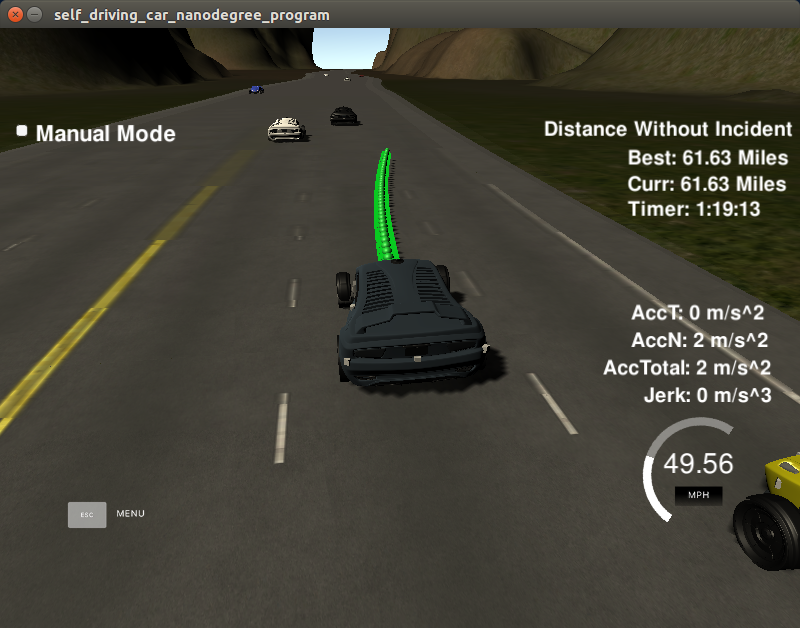 self_driving_car_nanodegree_program
Manual Mode
Distance Without Incident
Best: 61.63 Miles
Curr: 61.63 Miles
Timer: 1:19:13
AccT: 0 m/s^2
AccN: 2 m/s^2
AccTotal: 2 m/s^2
Jerk: 0 m/s^3
49.56
MPH
ESC MENU